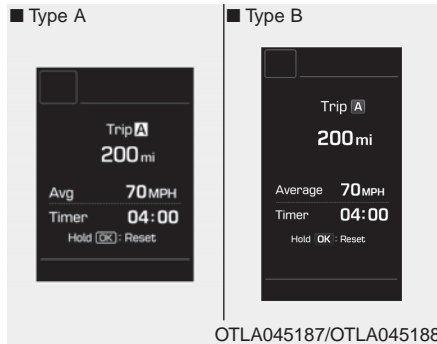 ■ Type A
Trip A
200 mi
Avg 70 MPH
Timer 04:00
Hold OK : Reset
■ Type B
Trip A
200 mi
Average 70 MPH
Timer 04:00
Hold OK : Reset
OTLA045187/OTLA045188